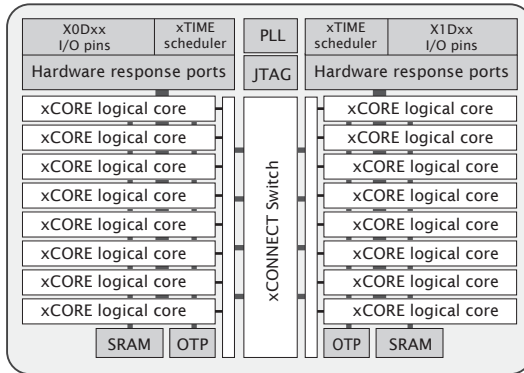 X0Dxx
I/O pins
xTIME
scheduler
Hardware response ports
PLL
JTAG
xTIME
scheduler
X1Dxx
I/O pins
Hardware response ports
xCORE logical core
xCORE logical core
xCORE logical core
xCORE logical core
xCORE logical core
xCORE logical core
xCORE logical core
xCORE logical core
SRAM
OTP
xCONNECT Switch
xCORE logical core
xCORE logical core
xCORE logical core
xCORE logical core
xCORE logical core
xCORE logical core
xCORE logical core
xCORE logical core
OTP
SRAM